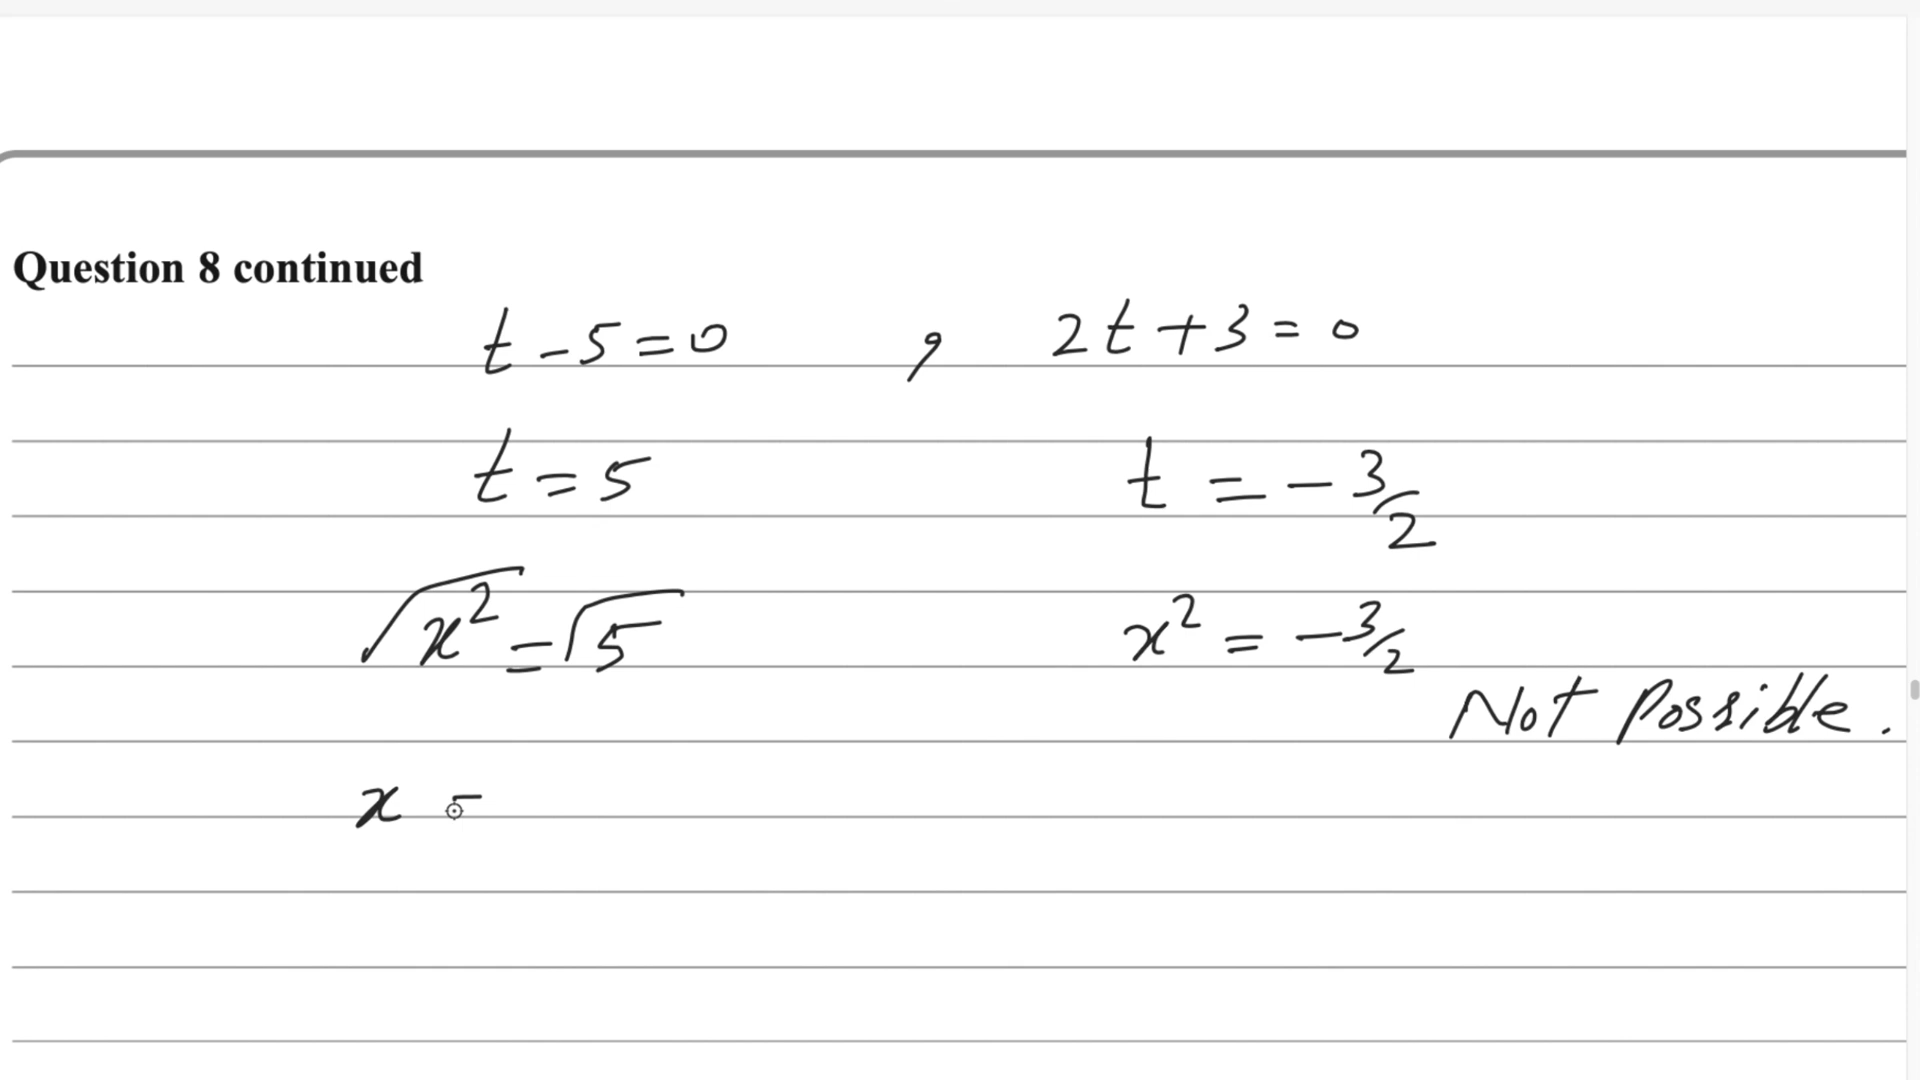 Question 8 continued
t - 5 = 0 , 2t + 3 = 0
t = 5 t = - 3/2
√x² = √5 x² = - 3/2
Not possible.
x